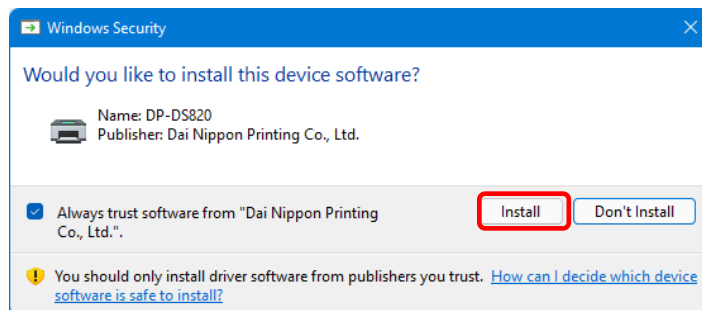 Windows Security
Would you like to install this device software?
Name: DP-DS820
Publisher: Dai Nippon Printing Co., Ltd.
Always trust software from "Dai Nippon Printing
Co., Ltd.".
Install
Don't Install
You should only install driver software from publishers you trust. How can I decide which device
software is safe to install?